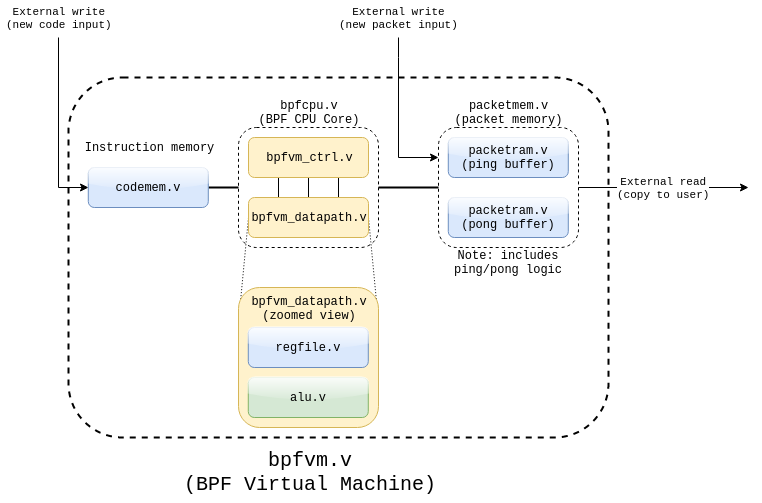 External write
(new code input)
External write
(new packet input)
bpfcpu.v
(BPF CPU Core)
packetmem.v
(packet memory)
Instruction memory
codemem.v
bpfvm_ctrl.v
bpfvm_datapath.v
packetram.v
(ping buffer)
packetram.v
(pong buffer)
External read
(copy to user)
Note: includes
ping/pong logic
bpfvm_datapath.v
(zoomed view)
regfile.v
alu.v
bpfvm.v
(BPF Virtual Machine)